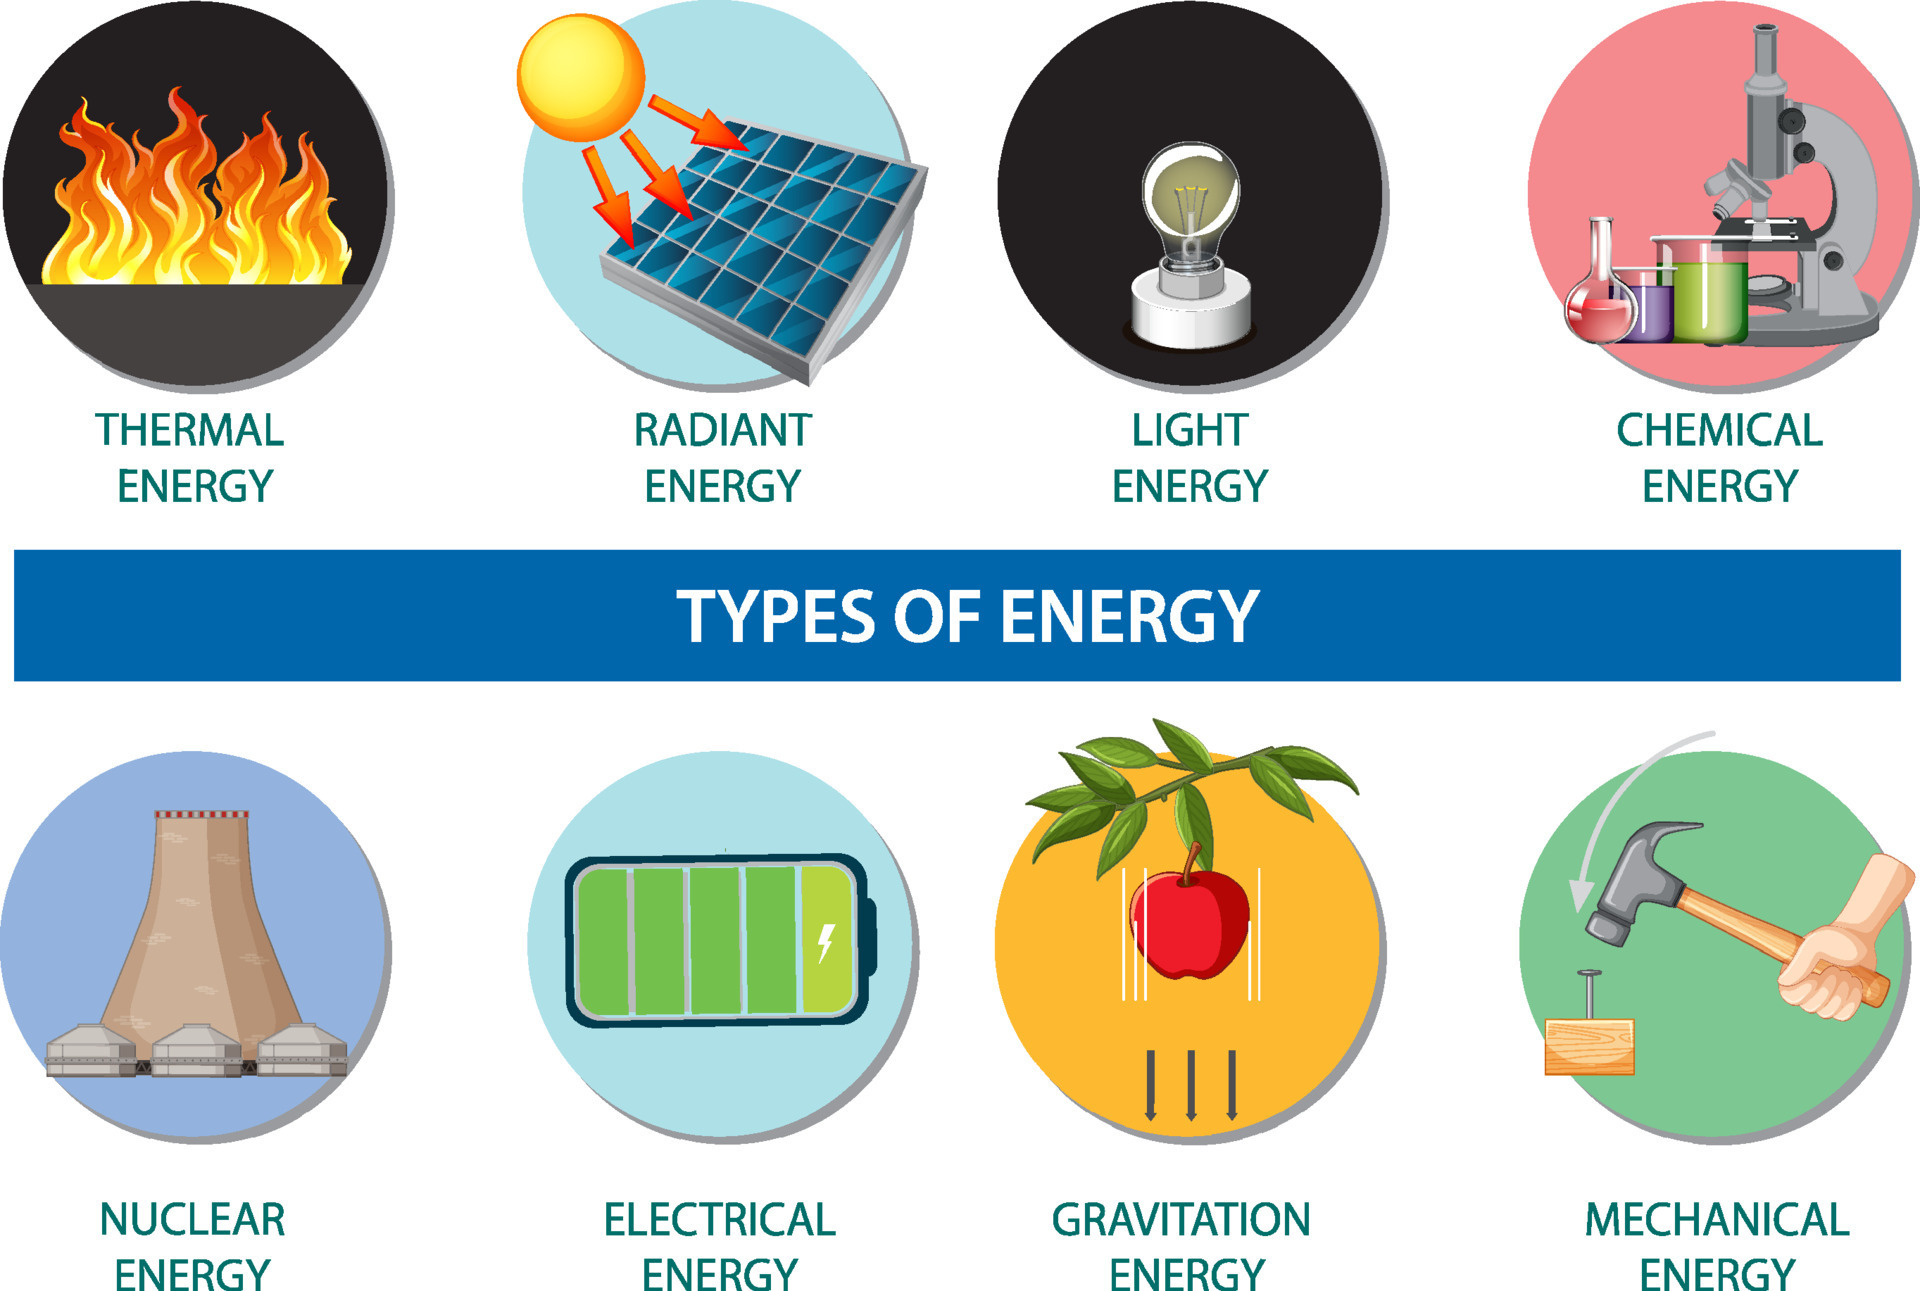 THERMAL
ENERGY
RADIANT
ENERGY
LIGHT
ENERGY
CHEMICAL
ENERGY
TYPES OF ENERGY
NUCLEAR
ENERGY
ELECTRICAL
ENERGY
GRAVITATION
ENERGY
MECHANICAL
ENERGY